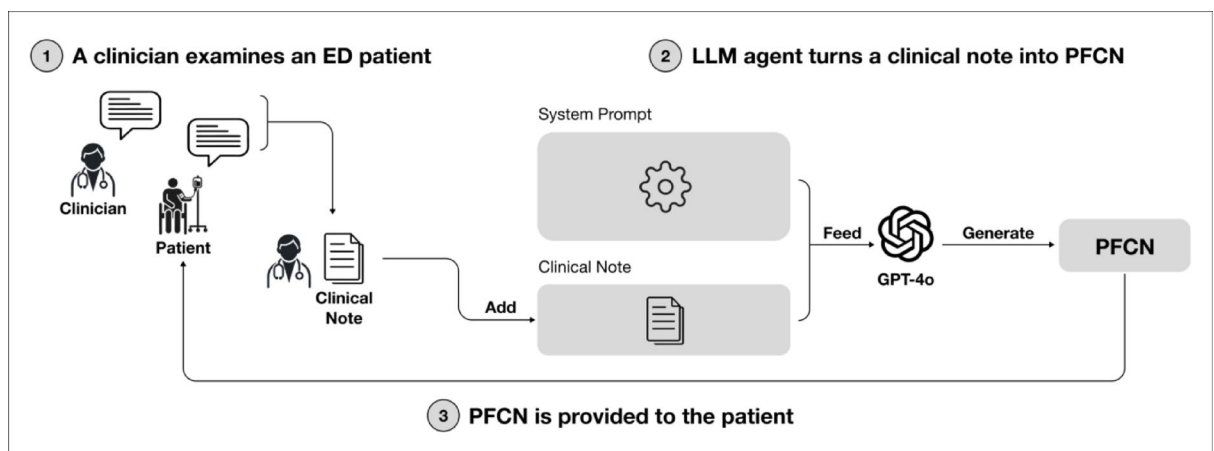 1 A clinician examines an ED patient
Clinician
Patient
Clinical
Note
2 LLM agent turns a clinical note into PFCN
System Prompt
Clinical Note
Add
Feed
GPT-4o
Generate
PFCN
3 PFCN is provided to the patient